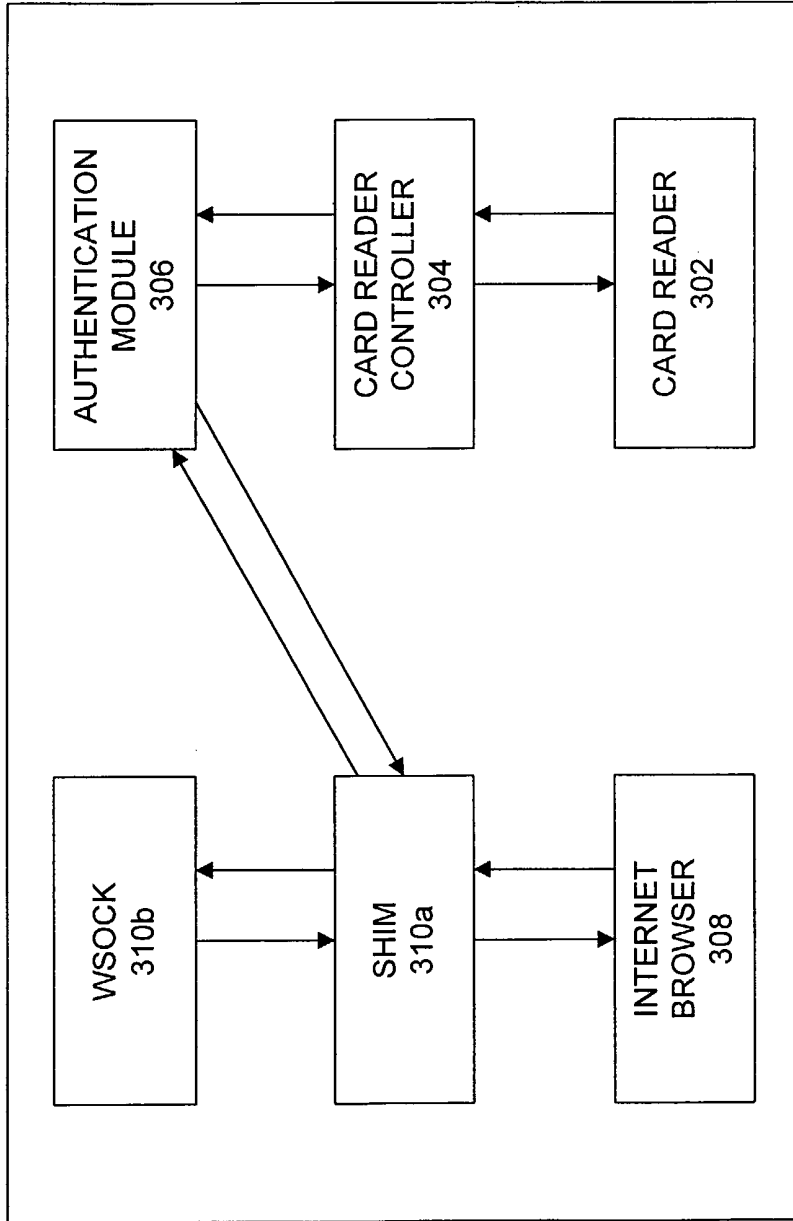 WSOCK
310b
AUTHENTICATION
MODULE
306
SHIM
310a
CARD READER
CONTROLLER
304
INTERNET
BROWSER
308
CARD READER
302